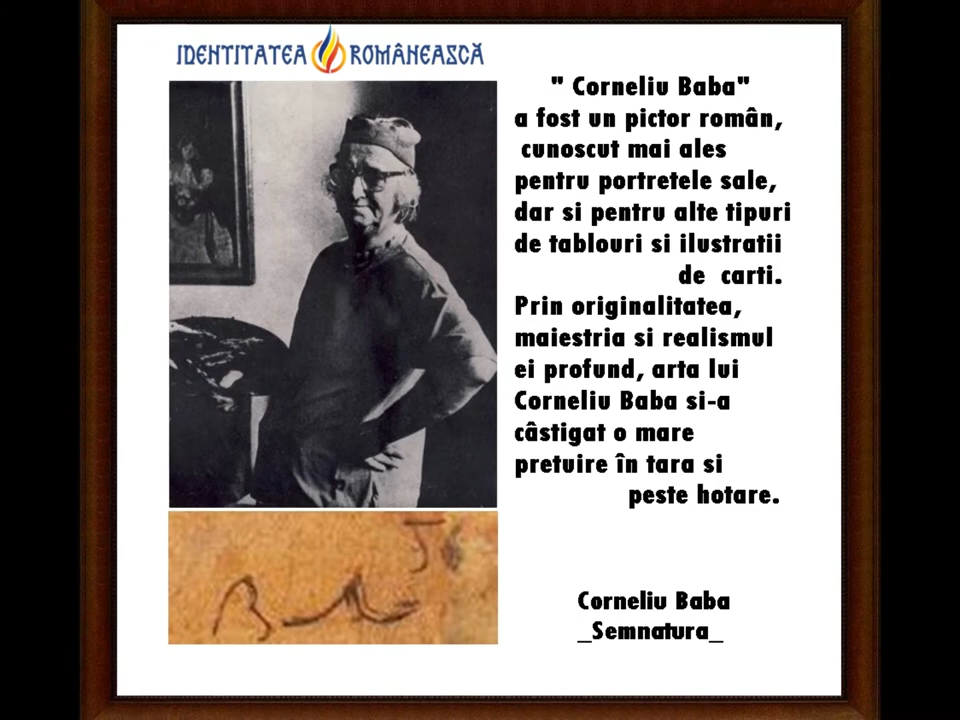 IDENTITATEA ROMÂNEASCĂ
" Corneliu Baba"
a fost un pictor român,
cunoscut mai ales
pentru portretele sale,
dar si pentru alte tipuri
de tablouri si ilustratii
de carti.
Prin originalitatea,
maiestria si realismul
ei profund, arta lui
Corneliu Baba si-a
câstigat o mare
pretuire în tara si
peste hotare.
56
Baba
Corneliu Baba
_Semnatura_